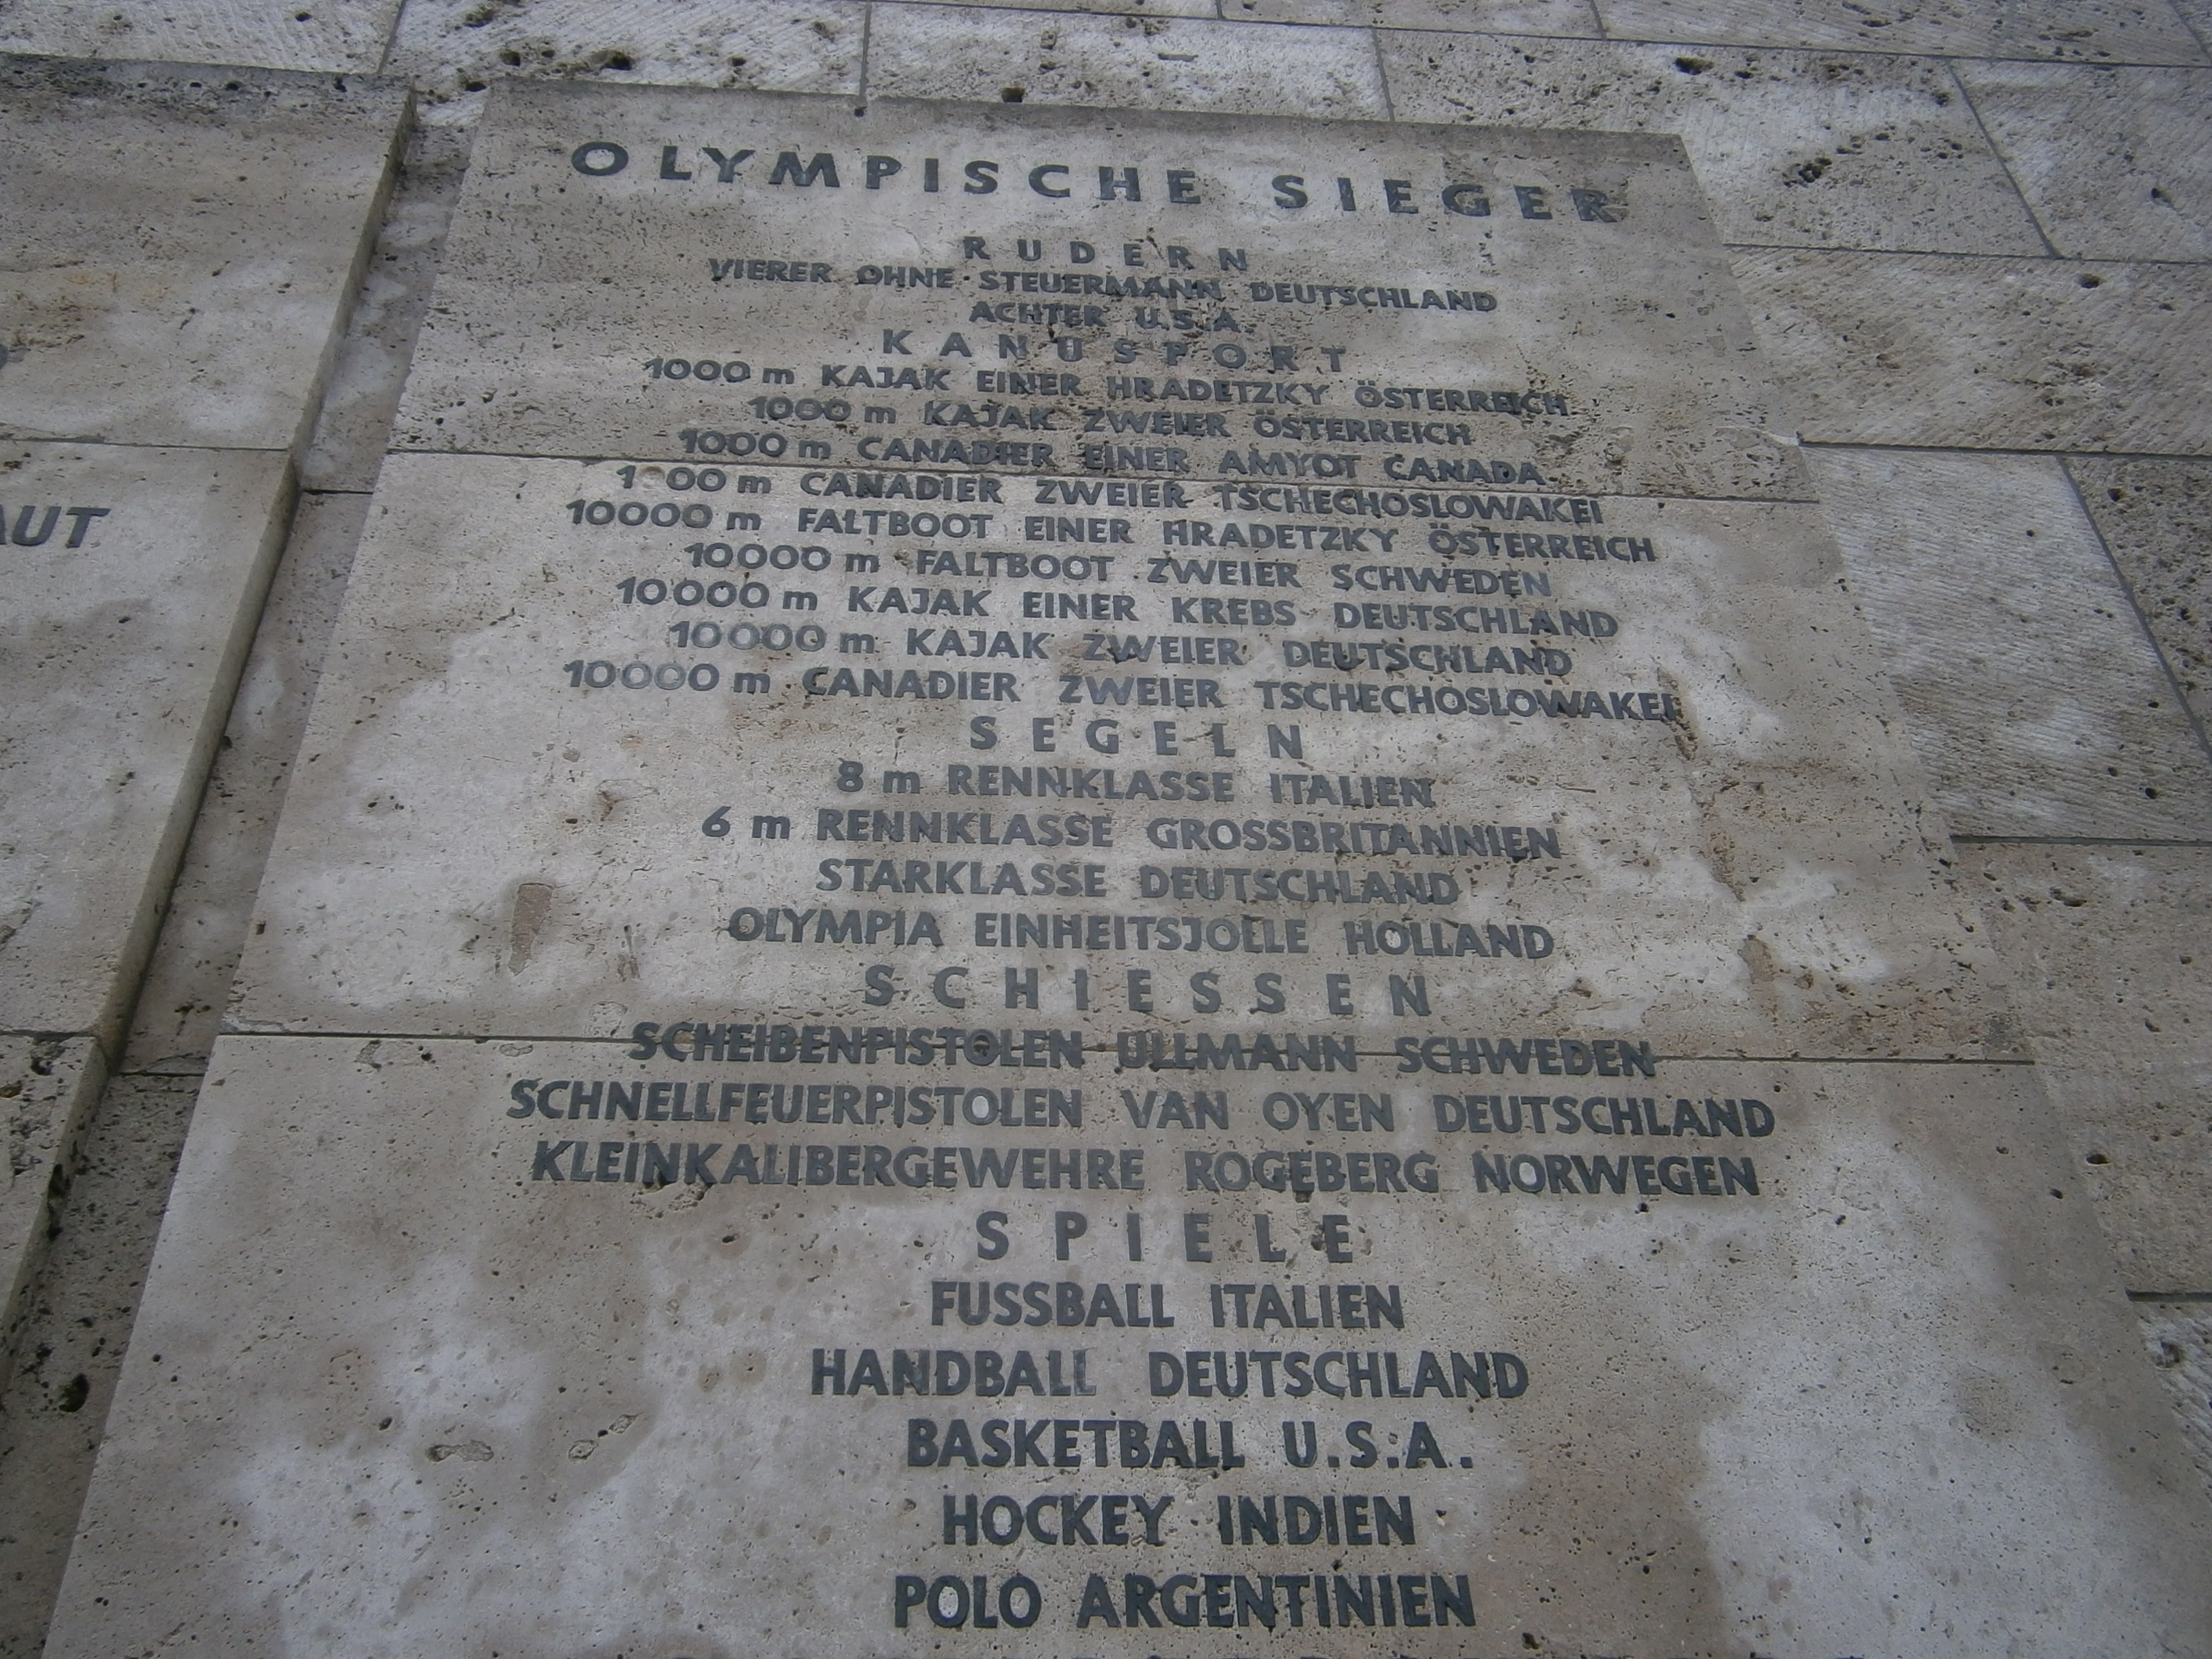 OLYMPISCHE SIEGER
RUDERN
VIERER OHNE STEUERMANN DEUTSCHLAND
ACHTER U.S.A.
KANUSPORT
1000 m KAJAK EINER HRADETZKY ÖSTERREICH
1000 m KAJAK ZWEIER ÖSTERREICH
1000 m CANADIER EINER AMYOT CANADA
1 00 m CANADIER ZWEIER TSCHECHOSLOWAKEI
10000 m FALTBOOT EINER HRADETZKY ÖSTERREICH
10000 m FALTBOOT ZWEIER SCHWEDEN
10000 m KAJAK EINER KREBS DEUTSCHLAND
10000 m KAJAK ZWEIER DEUTSCHLAND
10000 m CANADIER ZWEIER TSCHECHOSLOWAKEI
SEGELN
8 m RENNKLASSE ITALIEN
6 m RENNKLASSE GROSSBRITANNIEN
STARKLASSE DEUTSCHLAND
OLYMPIA EINHEITSJOLLE HOLLAND
SCHIESSEN
SCHEIBENPISTOLEN ULLMANN SCHWEDEN
SCHNELLFEUERPISTOLEN VAN OYEN DEUTSCHLAND
KLEINKALIBERGEWEHRE ROGEBERG NORWEGEN
SPIELE
FUSSBALL ITALIEN
HANDBALL DEUTSCHLAND
BASKETBALL U.S.A.
HOCKEY INDIEN
POLO ARGENTINIEN